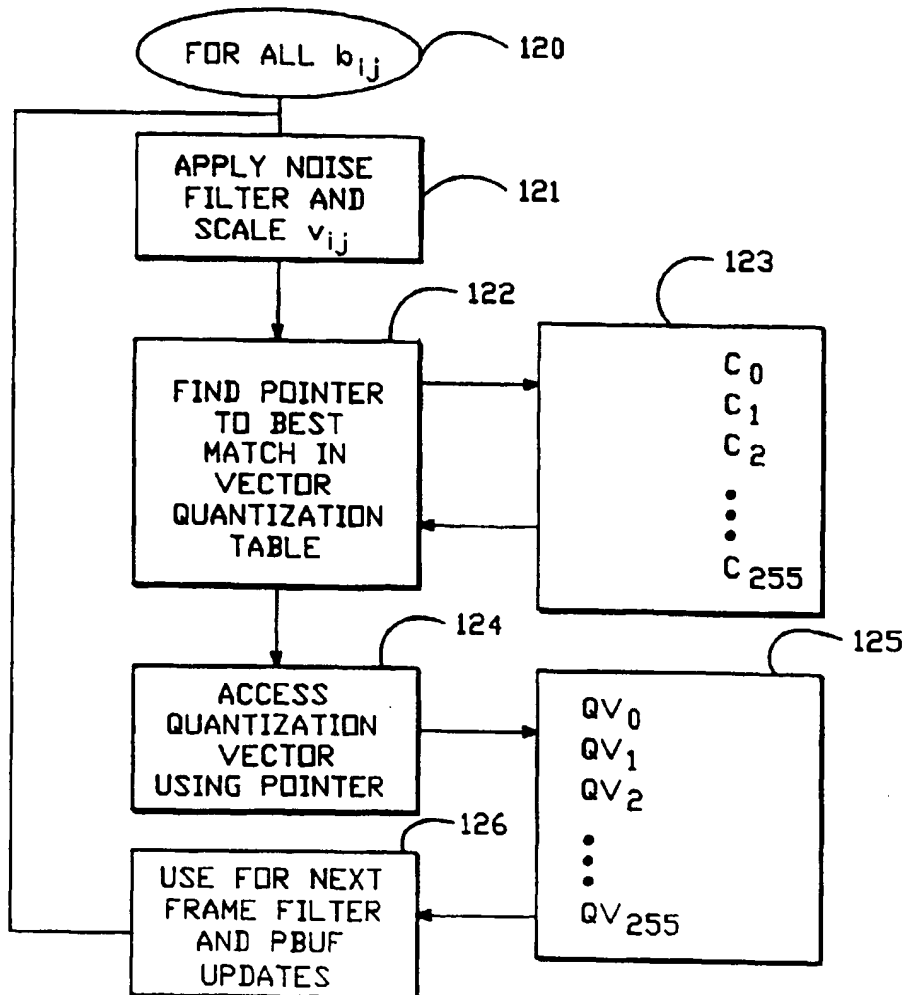 FOR ALL b_ij
120
APPLY NOISE
FILTER AND
SCALE v_ij
121
122
123
FIND POINTER
TO BEST
MATCH IN
VECTOR
QUANTIZATION
TABLE
C_0
C_1
C_2
C_255
124
125
ACCESS
QUANTIZATION
VECTOR
USING POINTER
QV_0
QV_1
QV_2
QV_255
126
USE FOR NEXT
FRAME FILTER
AND PBUF
UPDATES